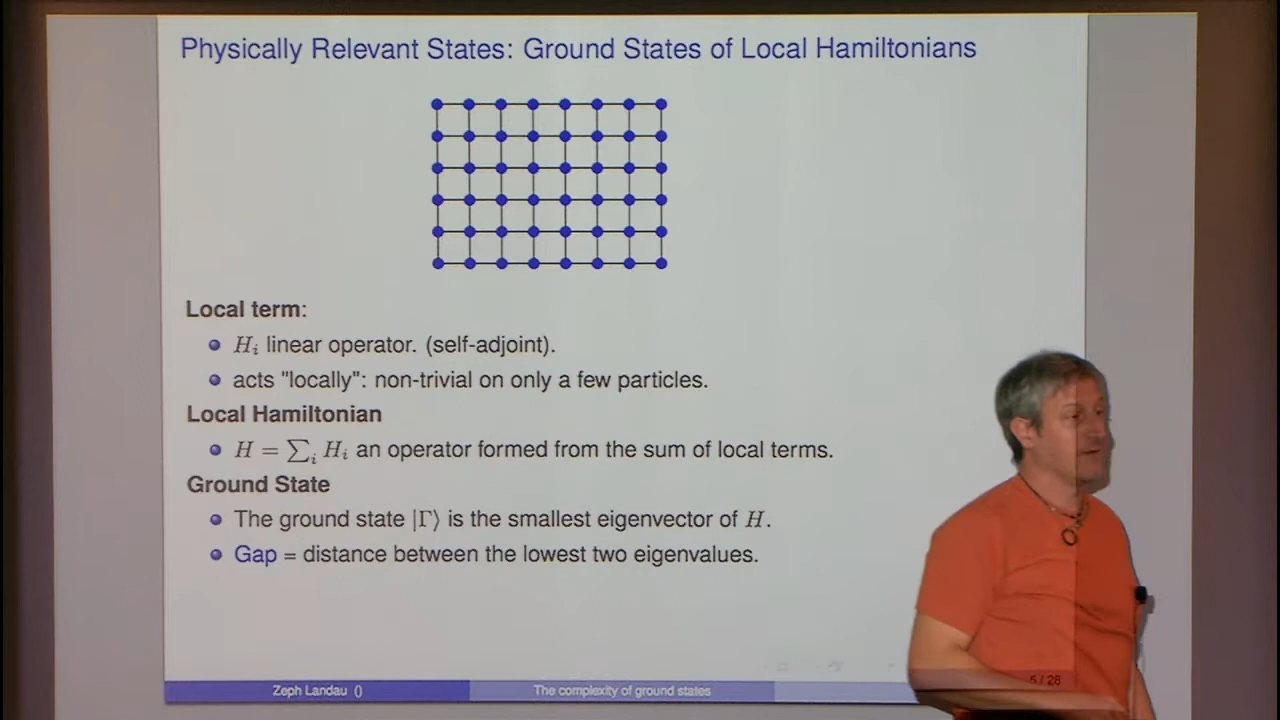 Physically Relevant States: Ground States of Local Hamiltonians
Local term:
H_i linear operator. (self-adjoint).
acts "locally": non-trivial on only a few particles.
Local Hamiltonian
H = ∑_i H_i an operator formed from the sum of local terms.
Ground State
The ground state |Γ⟩ is the smallest eigenvector of H.
Gap = distance between the lowest two eigenvalues.
Zeph Landau ()
The complexity of ground states
5 / 28